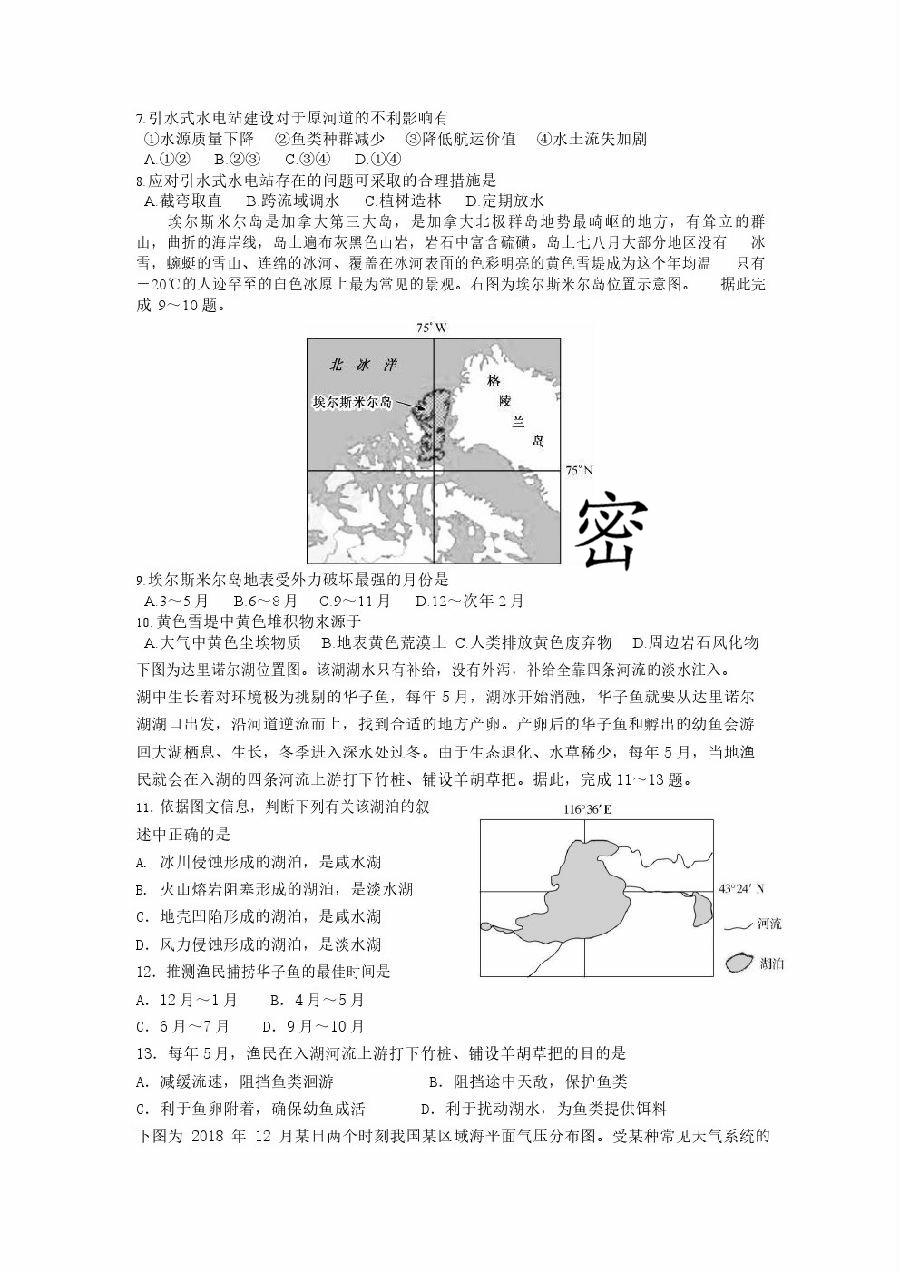 7.引水式水电站建设对于原河道的不利影响有
①水源质量下降 ②鱼类种群减少 ③降低航运价值 ④水土流失加剧
A.①② B.②③ C.③④ D.①④
8.应对引水式水电站存在的问题可采取的合理措施是
A.截弯取直 B.跨流域调水 C.植树造林 D.定期放水
埃尔斯米尔岛是加拿大第三大岛，是加拿大北极群岛地势最崎岖的地方，有耸立的群
山，曲折的海岸线，岛上遍布灰黑色山岩，岩石中富含硫磺。岛上七八月大部分地区没有 冰
雪，蜿蜒的雪山、连绵的冰河、覆盖在冰河表面的色彩明亮的黄色雪堤成为这个年均温 只有
－20℃的人迹罕至的白色冰原上最为常见的景观。右图为埃尔斯米尔岛位置示意图。 据此完
成 9～10 题。
75°W
北 冰 洋
格
陵
兰
岛
埃尔斯米尔岛
75°N
密
9.埃尔斯米尔岛地表受外力破坏最强的月份是
A.3～5月 B.6～8月 C.9～11月 D.12～次年2月
10.黄色雪堤中黄色堆积物来源于
A.大气中黄色尘埃物质 B.地表黄色荒漠土 C.人类排放黄色废弃物 D.周边岩石风化物
下图为达里诺尔湖位置图。该湖湖水只有补给，没有外泻，补给全靠四条河流的淡水注入。
湖中生长着对环境极为挑剔的华子鱼，每年 5 月，湖冰开始消融，华子鱼就要从达里诺尔
湖湖口出发，沿河道逆流而上，找到合适的地方产卵。产卵后的华子鱼和孵出的幼鱼会游
回大湖栖息、生长，冬季进入深水处过冬。由于生态退化、水草稀少，每年 5 月，当地渔
民就会在入湖的四条河流上游打下竹桩、铺设羊胡草把。据此，完成 11～13 题。
11. 依据图文信息，判断下列有关该湖泊的叙
述中正确的是
A. 冰川侵蚀形成的湖泊，是咸水湖
B. 火山熔岩阻塞形成的湖泊，是淡水湖
C. 地壳凹陷形成的湖泊，是咸水湖
D. 风力侵蚀形成的湖泊，是淡水湖
116°36′E
43°24′ N
河流
湖泊
12. 推测渔民捕捞华子鱼的最佳时间是
A. 12月～1月 B. 4月～5月
C. 6月～7月 D. 9月～10月
13. 每年 5 月，渔民在入湖河流上游打下竹桩、铺设羊胡草把的目的是
A. 减缓流速，阻挡鱼类洄游 B. 阻挡途中天敌，保护鱼类
C. 利于鱼卵附着，确保幼鱼成活 D. 利于扰动湖水，为鱼类提供饵料
下图为 2018 年 12 月某日两个时刻我国某区域海平面气压分布图。受某种常见天气系统的